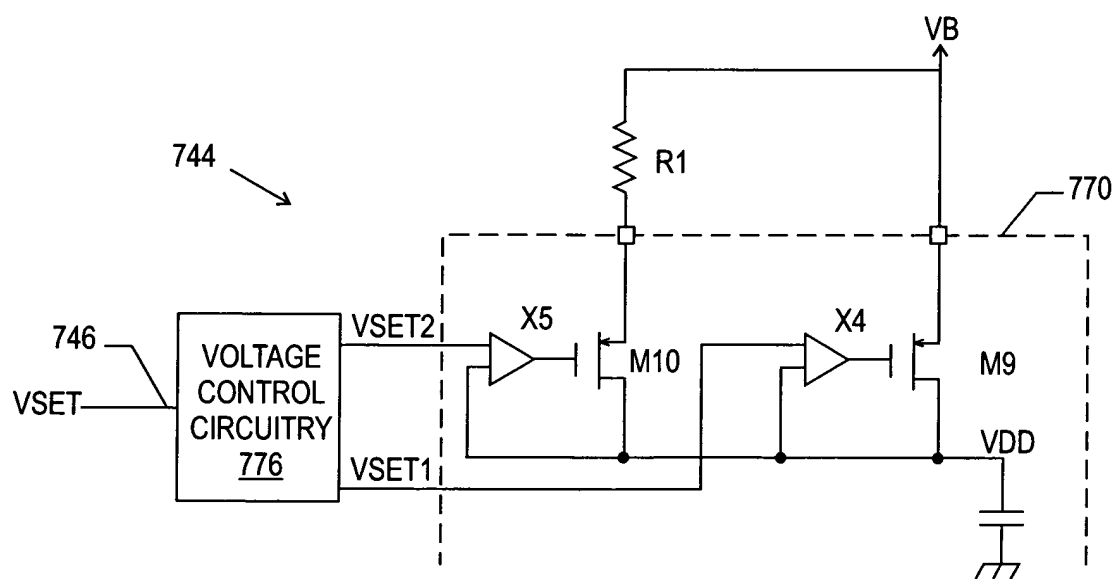 VB
R1
744
770
X5
X4
VSET2
M10
M9
746
VOLTAGE
CONTROL
CIRCUITRY
776
VSET
VDD
VSET1